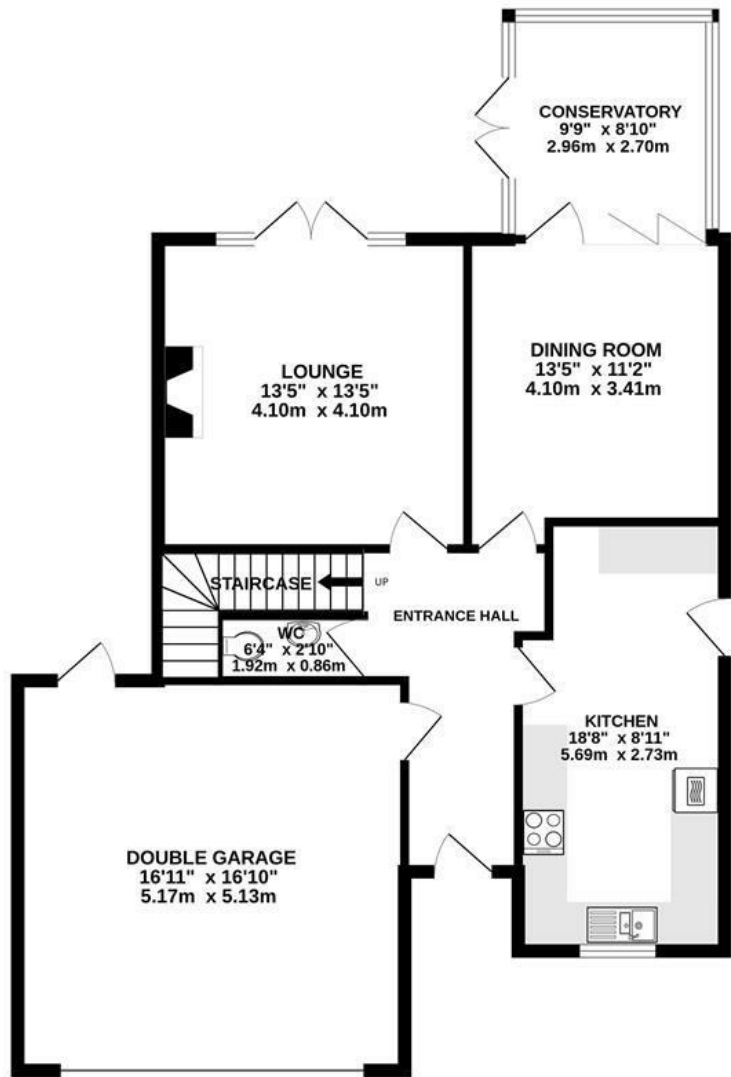 CONSERVATORY
9'9" x 8'10"
2.96m x 2.70m
LOUNGE
13'5" x 13'5"
4.10m x 4.10m
DINING ROOM
13'5" x 11'2"
4.10m x 3.41m
STAIRCASE
UP
ENTRANCE HALL
WC
6'4" x 2'10"
1.92m x 0.86m
KITCHEN
18'8" x 8'11"
5.69m x 2.73m
DOUBLE GARAGE
16'11" x 16'10"
5.17m x 5.13m